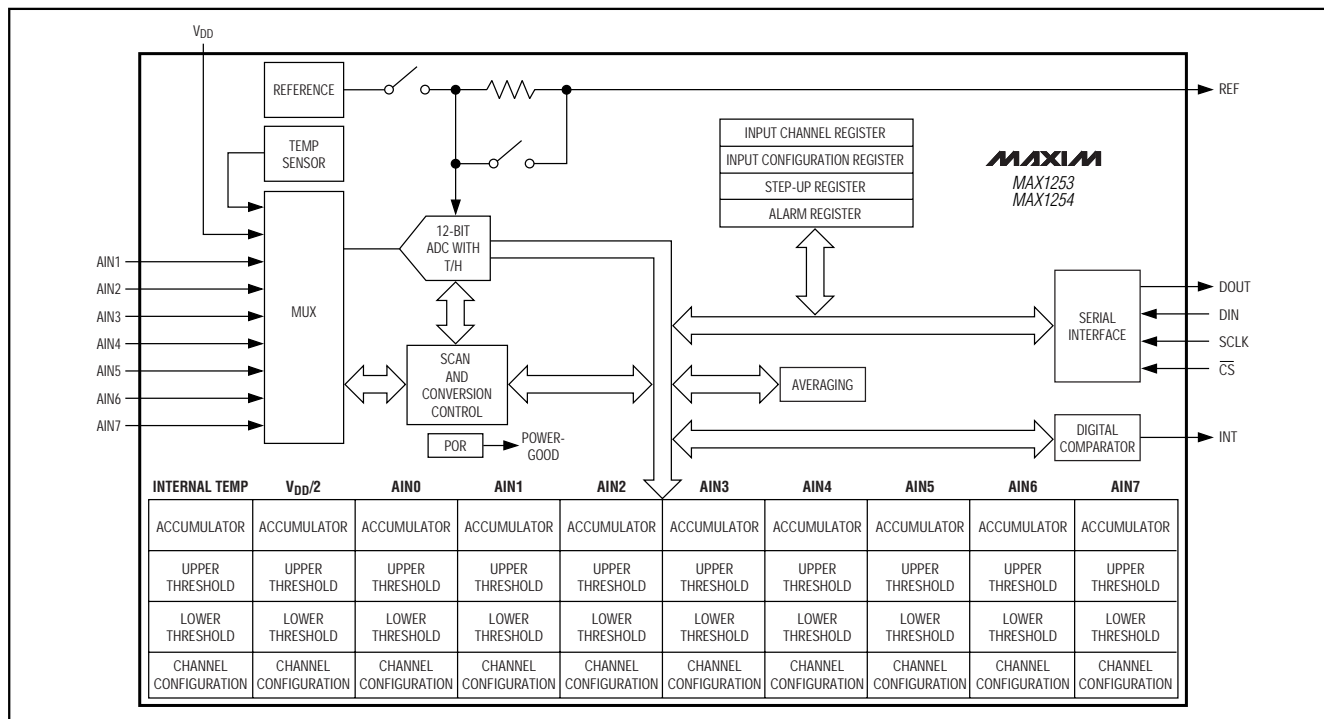 VDD
REFERENCE
REF
TEMP
SENSOR
INPUT CHANNEL REGISTER
INPUT CONFIGURATION REGISTER
STEP-UP REGISTER
ALARM REGISTER
MAXIM
MAX1253
MAX1254
12-BIT
ADC WITH
T/H
MUX
AIN1
AIN2
AIN3
AIN4
AIN5
AIN6
AIN7
SCAN
AND
CONVERSION
CONTROL
AVERAGING
SERIAL
INTERFACE
DOUT
DIN
SCLK
CS
POR
POWER-
GOOD
DIGITAL
COMPARATOR
INT
INTERNAL TEMP VDD/2 AIN0 AIN1 AIN2 AIN3 AIN4 AIN5 AIN6 AIN7
ACCUMULATOR ACCUMULATOR ACCUMULATOR ACCUMULATOR ACCUMULATOR ACCUMULATOR ACCUMULATOR ACCUMULATOR ACCUMULATOR ACCUMULATOR
UPPER UPPER UPPER UPPER UPPER UPPER UPPER UPPER UPPER UPPER
THRESHOLD THRESHOLD THRESHOLD THRESHOLD THRESHOLD THRESHOLD THRESHOLD THRESHOLD THRESHOLD THRESHOLD
LOWER LOWER LOWER LOWER LOWER LOWER LOWER LOWER LOWER LOWER
THRESHOLD THRESHOLD THRESHOLD THRESHOLD THRESHOLD THRESHOLD THRESHOLD THRESHOLD THRESHOLD THRESHOLD
CHANNEL CHANNEL CHANNEL CHANNEL CHANNEL CHANNEL CHANNEL CHANNEL CHANNEL CHANNEL
CONFIGURATION CONFIGURATION CONFIGURATION CONFIGURATION CONFIGURATION CONFIGURATION CONFIGURATION CONFIGURATION CONFIGURATION CONFIGURATION